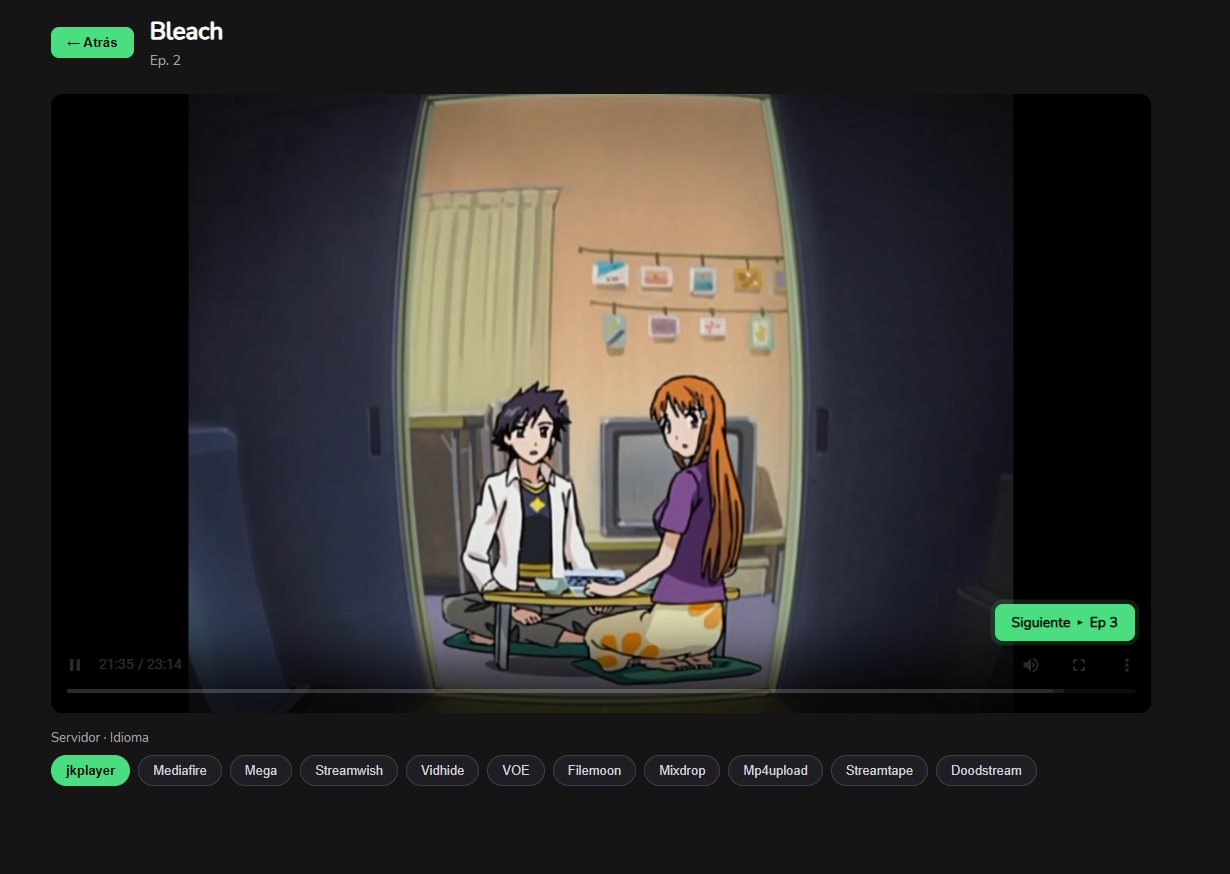 ← Atrás
Bleach
Ep. 2
Siguiente ▸ Ep 3
21:35 / 23:14
Servidor · Idioma
jkplayer
Mediafire
Mega
Streamwish
Vidhide
VOE
Filemoon
Mixdrop
Mp4upload
Streamtape
Doodstream